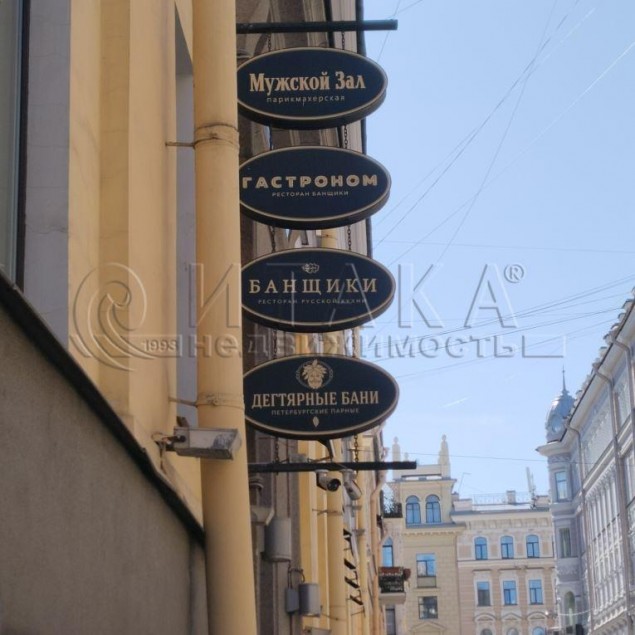 Мужской Зал
парикмахерская
ГАСТРОНОМ
РЕСТОРАН БАНЩИКИ
БАНЩИКИ
РЕСТОРАН РУССКОЙ КУХНИ
ДЕГТЯРНЫЕ БАНИ
ПЕТЕРБУРГСКИЕ ПАРНЫЕ
ИТАКА®
1993 недвижимость